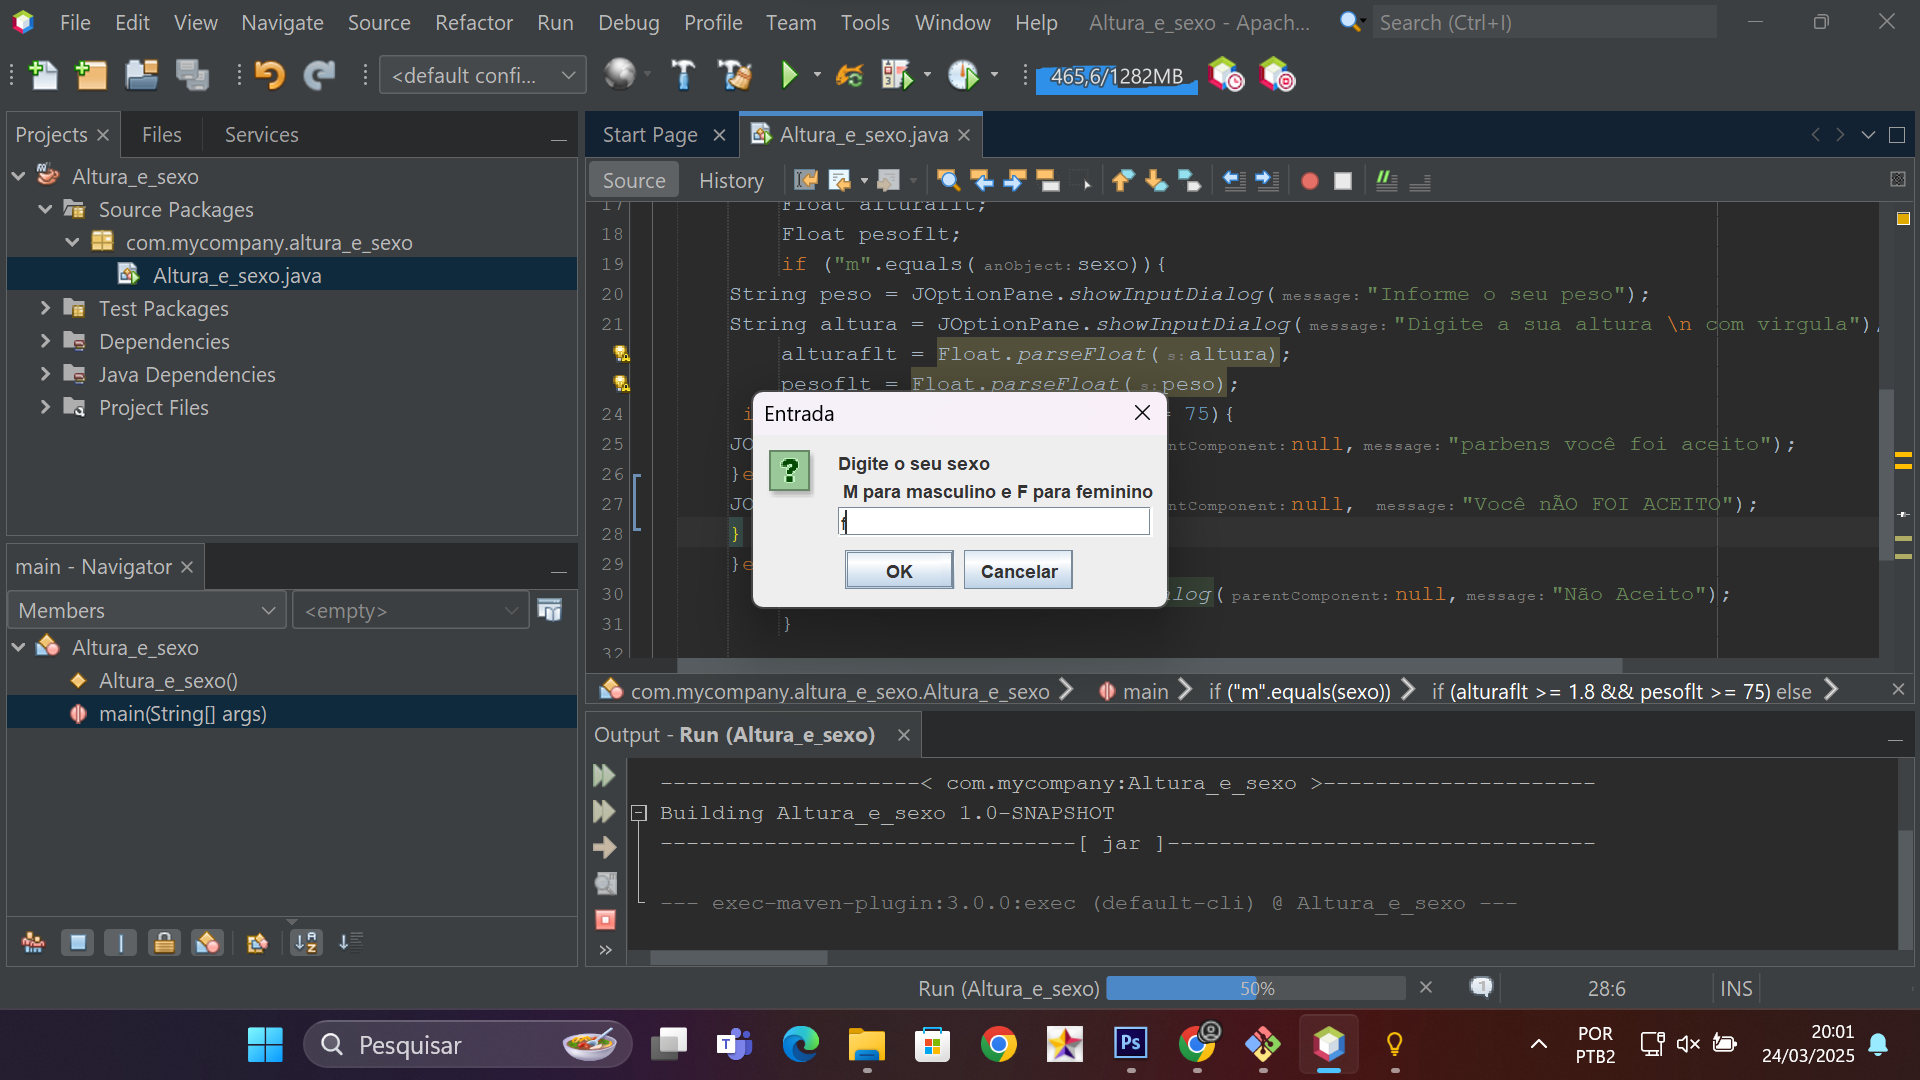 File Edit View Navigate Source Refactor Run Debug Profile Team Tools Window Help Altura_e_sexo - Apach... Search (Ctrl+I)
<default confi... 465,6/1282MB
Projects Files Services
Start Page Altura_e_sexo.java
Source History
Altura_e_sexo
Source Packages
com.mycompany.altura_e_sexo
Altura_e_sexo.java
Test Packages
Dependencies
Java Dependencies
Project Files
17 Float alturaflt;
18 Float pesoflt;
19 if ("m".equals( anObject: sexo)){
20 String peso = JOptionPane.showInputDialog( message: "Informe o seu peso");
21 String altura = JOptionPane.showInputDialog( message: "Digite a sua altura \n com virgula"),
alturaflt = Float.parseFloat( s: altura);
pesoflt = Float.parseFloat( s: peso);
24 i = 75){
25 JO ntComponent: null, message: "parbens você foi aceito");
26 }e
27 JO ntComponent: null, message: "Você nÃO FOI ACEITO");
28 }
29 }e
30 log( parentComponent: null, message: "Não Aceito");
31 }
32
Entrada
? Digite o seu sexo
M para masculino e F para feminino
f
OK Cancelar
com.mycompany.altura_e_sexo.Altura_e_sexo main if ("m".equals(sexo)) if (alturaflt >= 1.8 && pesoflt >= 75) else
main - Navigator
Members <empty>
Altura_e_sexo
Altura_e_sexo()
main(String[] args)
Output - Run (Altura_e_sexo)
--------------------< com.mycompany:Altura_e_sexo >---------------------
Building Altura_e_sexo 1.0-SNAPSHOT
--------------------------------[ jar ]---------------------------------
--- exec-maven-plugin:3.0.0:exec (default-cli) @ Altura_e_sexo ---
Run (Altura_e_sexo) 50% 1 28:6 INS
Pesquisar
POR
PTB2
20:01
24/03/2025